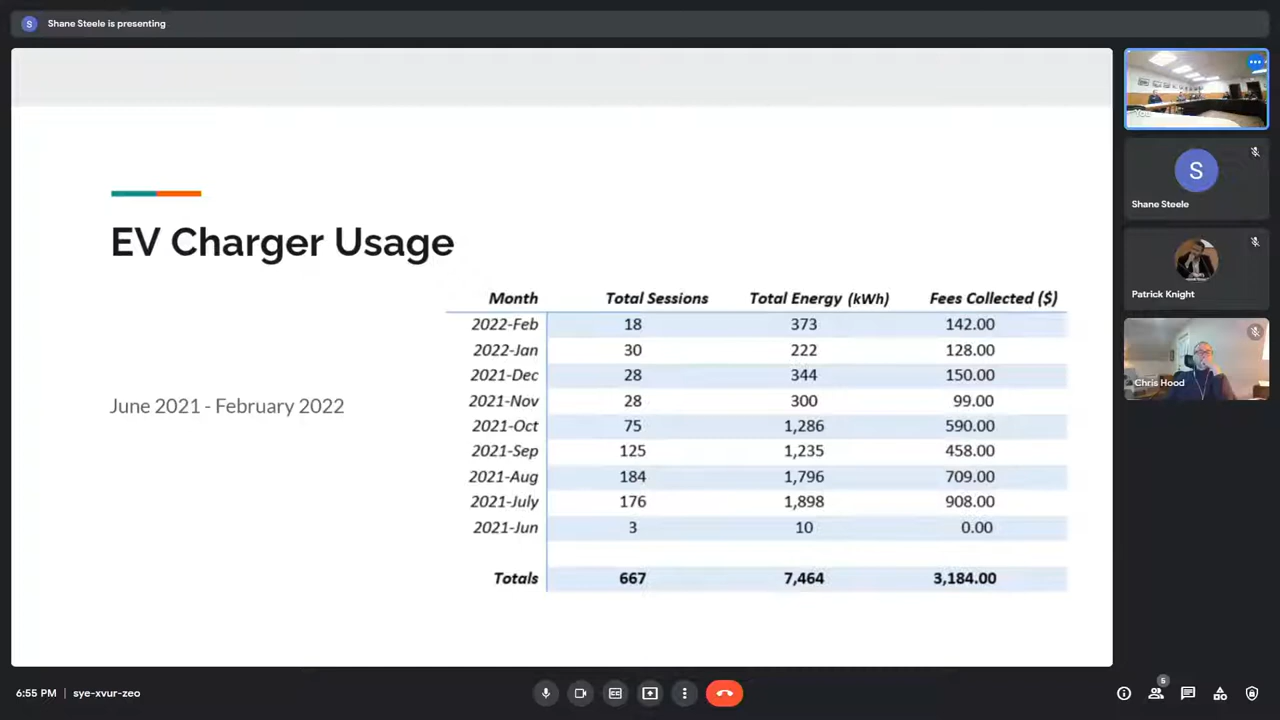 S Shane Steele is presenting
EV Charger Usage
June 2021 - February 2022
Month Total Sessions Total Energy (kWh) Fees Collected ($)
2022-Feb 18 373 142.00
2022-Jan 30 222 128.00
2021-Dec 28 344 150.00
2021-Nov 28 300 99.00
2021-Oct 75 1,286 590.00
2021-Sep 125 1,235 458.00
2021-Aug 184 1,796 709.00
2021-July 176 1,898 908.00
2021-Jun 3 10 0.00
Totals 667 7,464 3,184.00
You
S
Shane Steele
Patrick Knight
Chris Hood
6:55 PM | sye-xvur-zeo
CC
5